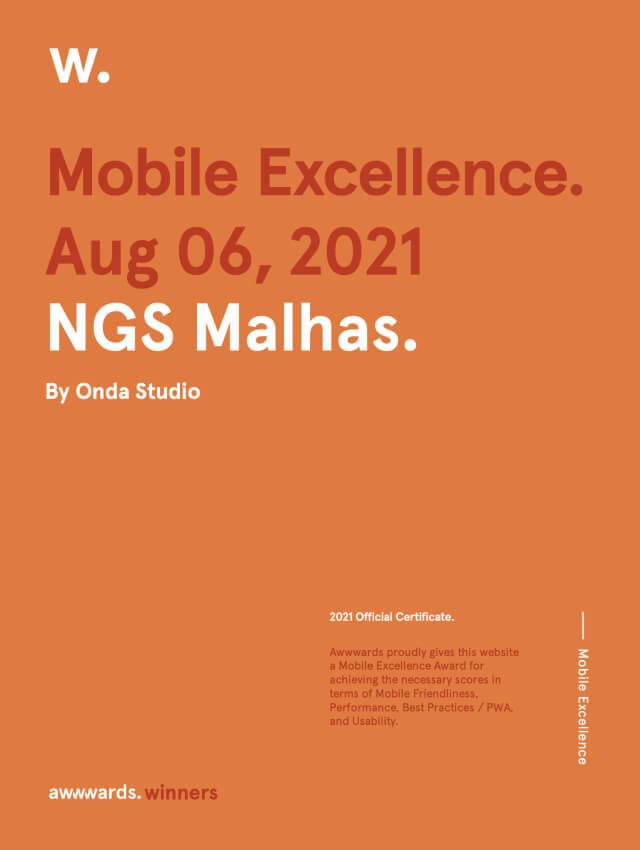 w.
Mobile Excellence.
Aug 06, 2021
NGS Malhas.
By Onda Studio
2021 Official Certificate.
Awwwards proudly gives this website
a Mobile Excellence Award for
achieving the necessary scores in
terms of Mobile Friendliness,
Performance, Best Practices / PWA,
and Usability.
Mobile Excellence
awwwards.winners